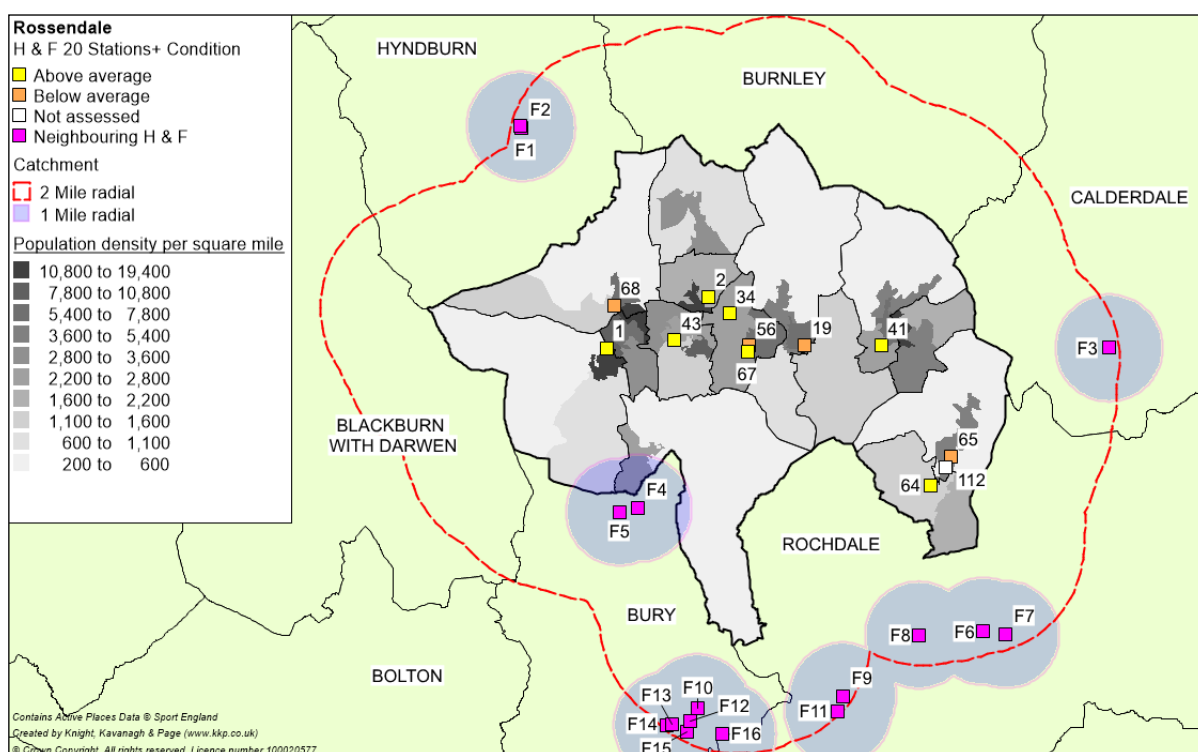 Rossendale
H & F 20 Stations+ Condition
Above average
Below average
Not assessed
Neighbouring H & F
Catchment
2 Mile radial
1 Mile radial
Population density per square mile
10,800 to 19,400
7,800 to 10,800
5,400 to 7,800
3,600 to 5,400
2,800 to 3,600
2,200 to 2,800
1,600 to 2,200
1,100 to 1,600
600 to 1,100
200 to 600
HYNDBURN
BURNLEY
F2
F1
CALDERDALE
68
2
34
1
43
56
19
41
67
F3
BLACKBURN
WITH DARWEN
65
64
112
F4
F5
ROCHDALE
BURY
F8
F6
F7
BOLTON
F9
F11
F13
F10
F12
F14
F15
F16
Contains Active Places Data © Sport England
Created by Knight, Kavanagh & Page (www.kkp.co.uk)
© Crown Copyright. All rights reserved. Licence number 100020577